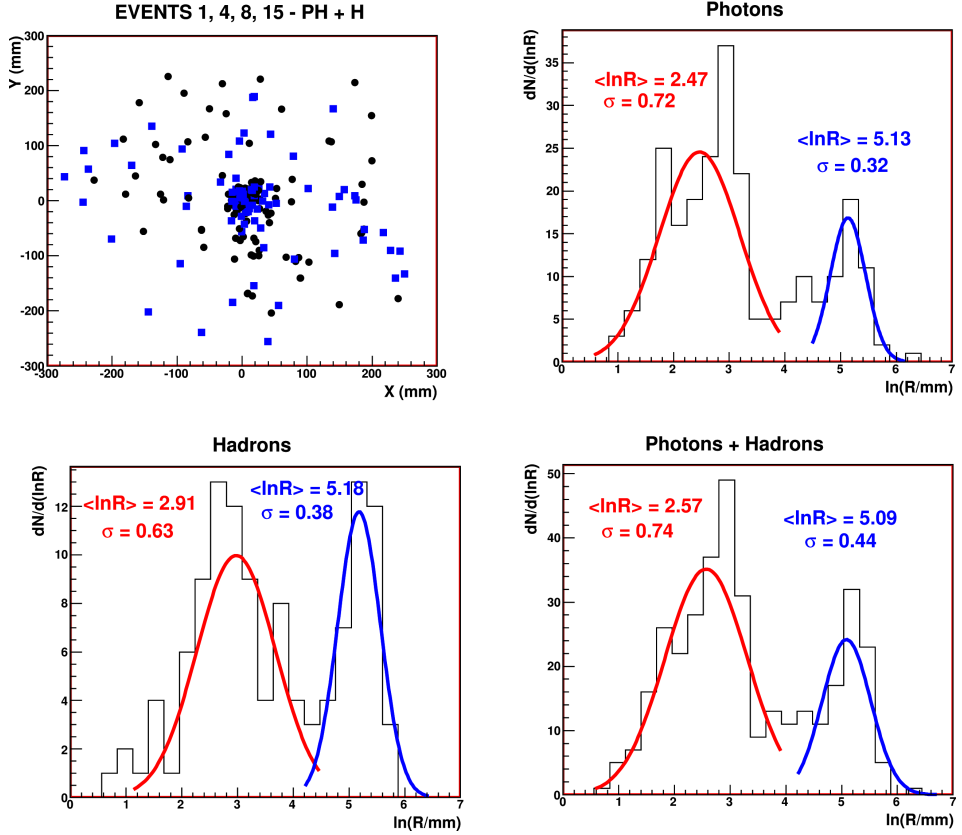 EVENTS 1, 4, 8, 15 - PH + H
Y (mm)
300
200
100
0
-100
-200
-300
-300 -200 -100 0 100 200 300
X (mm)
Photons
dN/d(lnR)
35
30
25
20
15
10
5
0
<lnR> = 2.47
σ = 0.72
<lnR> = 5.13
σ = 0.32
0 1 2 3 4 5 6 7
ln(R/mm)
Hadrons
dN/d(lnR)
12
10
8
6
4
2
0
<lnR> = 2.91
σ = 0.63
<lnR> = 5.18
σ = 0.38
0 1 2 3 4 5 6 7
ln(R/mm)
Photons + Hadrons
dN/d(lnR)
50
40
30
20
10
0
<lnR> = 2.57
σ = 0.74
<lnR> = 5.09
σ = 0.44
0 1 2 3 4 5 6 7
ln(R/mm)